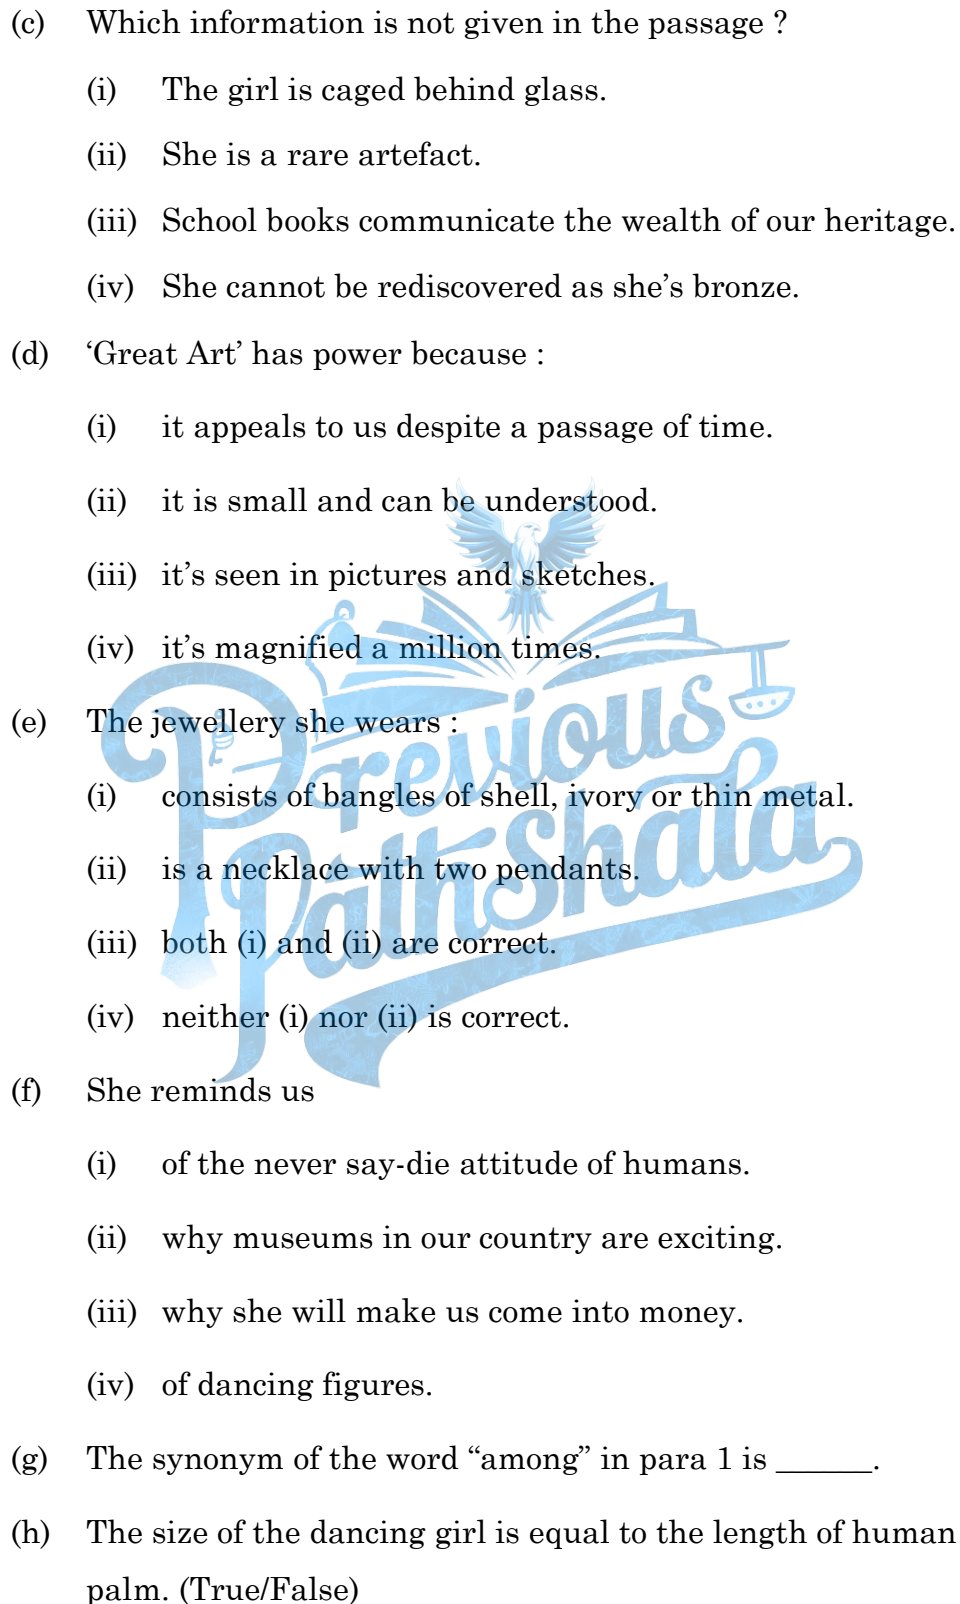 (c) Which information is not given in the passage ?
(i) The girl is caged behind glass.
(ii) She is a rare artefact.
(iii) School books communicate the wealth of our heritage.
(iv) She cannot be rediscovered as she’s bronze.
(d) ‘Great Art’ has power because :
(i) it appeals to us despite a passage of time.
(ii) it is small and can be understood.
(iii) it’s seen in pictures and sketches.
(iv) it’s magnified a million times.
(e) The jewellery she wears :
(i) consists of bangles of shell, ivory or thin metal.
(ii) is a necklace with two pendants.
(iii) both (i) and (ii) are correct.
(iv) neither (i) nor (ii) is correct.
(f) She reminds us
(i) of the never say-die attitude of humans.
(ii) why museums in our country are exciting.
(iii) why she will make us come into money.
(iv) of dancing figures.
(g) The synonym of the word “among” in para 1 is ______.
(h) The size of the dancing girl is equal to the length of human
palm. (True/False)
Previous
PathShala